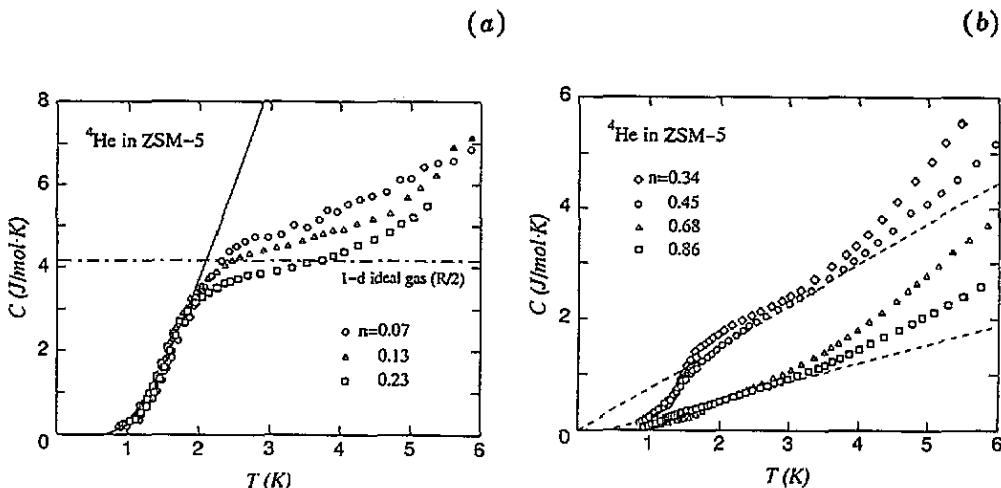 (a)
8
6
4
2
0
C (J/mol·K)
⁴He in ZSM-5
1-d ideal gas (R/2)
n=0.07
0.13
0.23
1 2 3 4 5 6
T (K)
(b)
6
4
2
0
C (J/mol·K)
⁴He in ZSM-5
n=0.34
0.45
0.68
0.86
0 1 2 3 4 5 6
T (K)